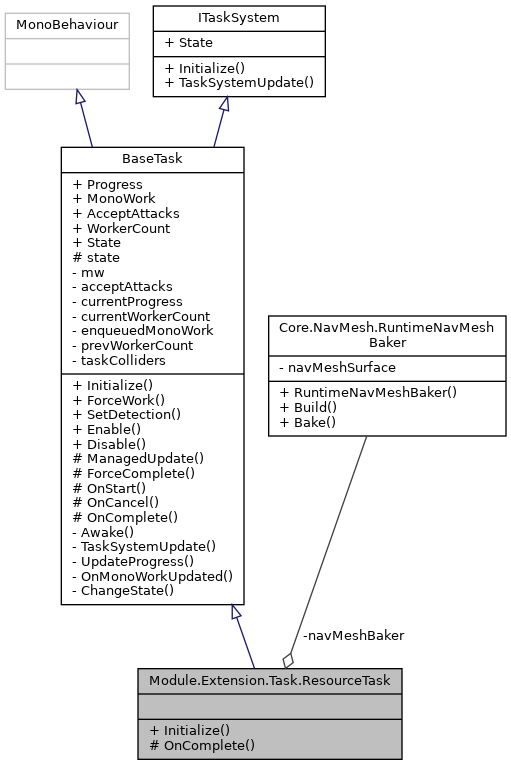 MonoBehaviour
ITaskSystem
+ State
+ Initialize()
+ TaskSystemUpdate()
BaseTask
+ Progress
+ MonoWork
+ AcceptAttacks
+ WorkerCount
+ State
# state
- mw
- acceptAttacks
- currentProgress
- currentWorkerCount
- enqueuedMonoWork
- prevWorkerCount
- taskColliders
+ Initialize()
+ ForceWork()
+ SetDetection()
+ Enable()
+ Disable()
# ManagedUpdate()
# ForceComplete()
# OnStart()
# OnCancel()
# OnComplete()
- Awake()
- TaskSystemUpdate()
- UpdateProgress()
- OnMonoWorkUpdated()
- ChangeState()
Core.NavMesh.RuntimeNavMesh
Baker
- navMeshSurface
+ RuntimeNavMeshBaker()
+ Build()
+ Bake()
-navMeshBaker
Module.Extension.Task.ResourceTask
+ Initialize()
# OnComplete()